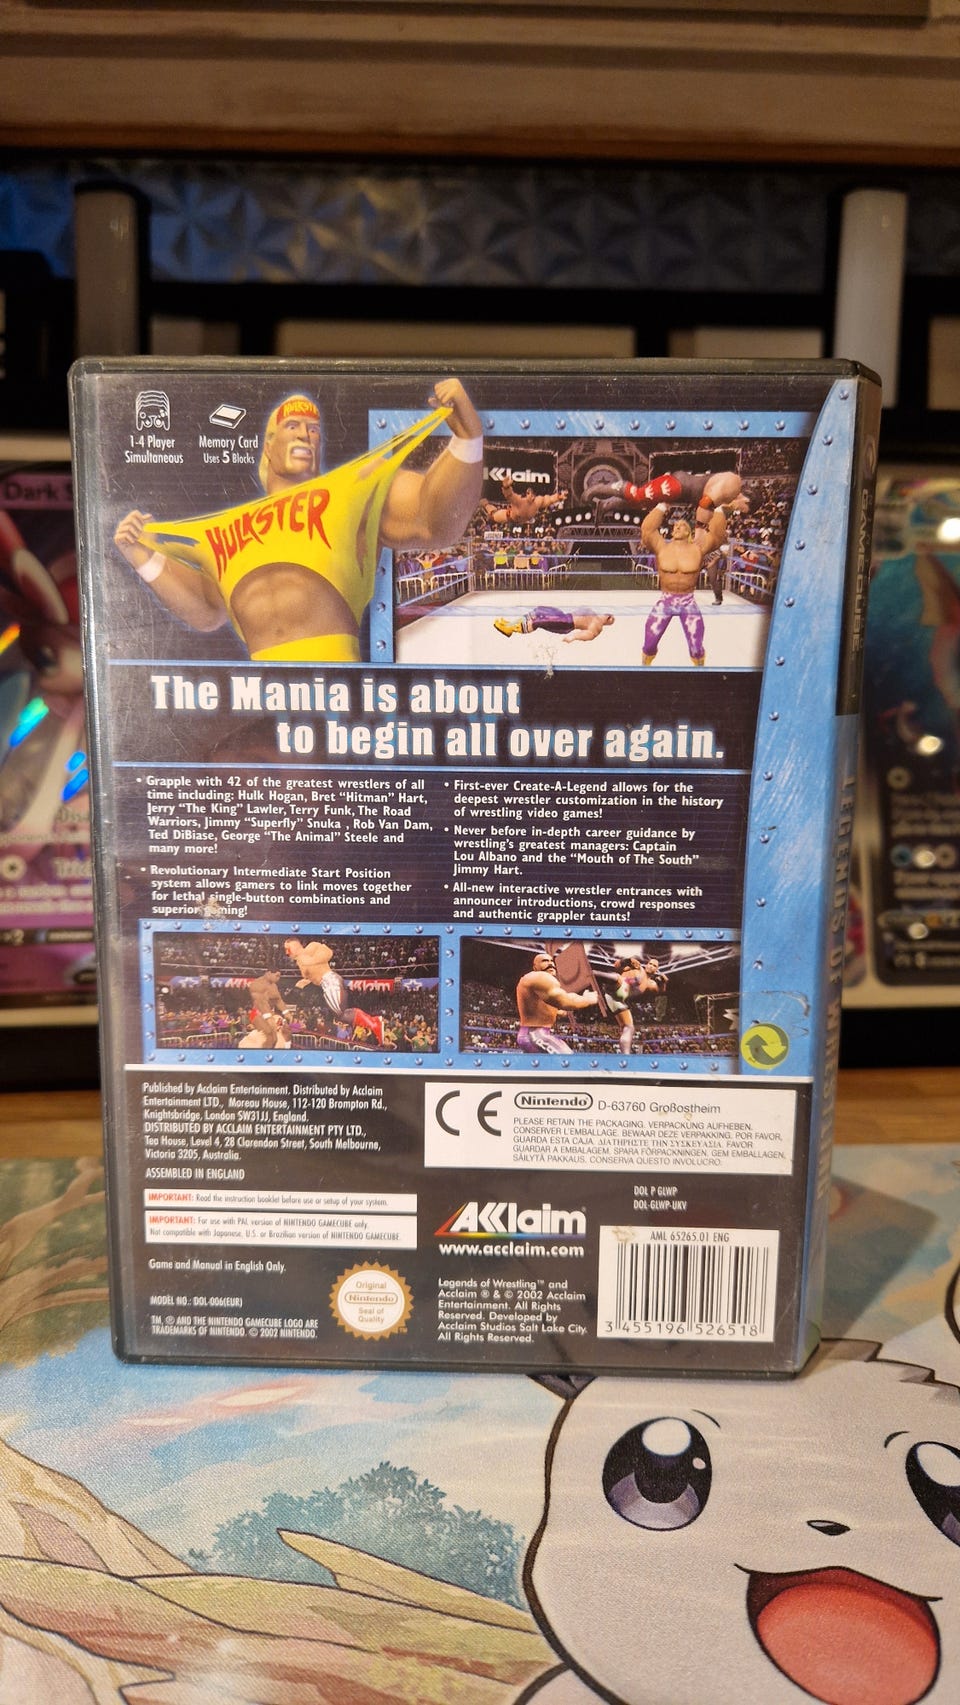 1-4 Player
Simultaneous
Memory Card
Uses 5 Blocks
HULKSTER
HULKSTER
AKKlaim
The Mania is about
to begin all over again.
• Grapple with 42 of the greatest wrestlers of all
time including: Hulk Hogan, Bret “Hitman” Hart,
Jerry “The King” Lawler, Terry Funk, The Road
Warriors, Jimmy “Superfly” Snuka , Rob Van Dam,
Ted DiBiase, George “The Animal” Steele and
many more!
• Revolutionary Intermediate Start Position
system allows gamers to link moves together
for lethal single-button combinations and
superior gaming!
• First-ever Create-A-Legend allows for the
deepest wrestler customization in the history
of wrestling video games!
• Never before in-depth career guidance by
wrestling’s greatest managers: Captain
Lou Albano and the “Mouth of The South”
Jimmy Hart.
• All-new interactive wrestler entrances with
announcer introductions, crowd responses
and authentic grappler taunts!
Published by Acclaim Entertainment. Distributed by Acclaim
Entertainment LTD., Moreau House, 112-120 Brompton Rd.,
Knightsbridge, London SW31JJ, England.
DISTRIBUTED BY ACCLAIM ENTERTAINMENT PTY LTD.,
Tea House, Level 4, 28 Clarendon Street, South Melbourne,
Victoria 3205, Australia.
ASSEMBLED IN ENGLAND
IMPORTANT: Read the instruction booklet before use or setup of your system.
IMPORTANT: For use with PAL version of NINTENDO GAMECUBE only.
Not compatible with Japanese, U.S. or Brazilian version of NINTENDO GAMECUBE.
Game and Manual in English Only.
MODEL NO.: DOL-006(EUR)
TM, ® AND THE NINTENDO GAMECUBE LOGO ARE
TRADEMARKS OF NINTENDO. © 2002 NINTENDO.
Original
Nintendo
Seal of
Quality
TM
CE
Nintendo® D-63760 Großostheim
PLEASE RETAIN THE PACKAGING. VERPACKUNG AUFHEBEN.
CONSERVER L'EMBALLAGE. BEWAAR DEZE VERPAKKING. POR FAVOR,
GUARDA ESTA CAJA. ΔΙΑΤΗΡΗΣΤΕ ΤΗΝ ΣΥΣΚΕΥΑΣΙΑ. FAVOR
GUARDAR A EMBALAGEM. SPARA FÖRPACKNINGEN. GEM EMBALLAGEN,
SÄILYTÄ PAKKAUS. CONSERVA QUESTO INVOLUCRO.
AKKlaim®
www.acclaim.com
Legends of Wrestling™ and
Acclaim ® & © 2002 Acclaim
Entertainment. All Rights
Reserved. Developed by
Acclaim Studios Salt Lake City.
All Rights Reserved.
DOL P GLWP
DOL-GLWP-UKV
AML 65265.01 ENG
3 455196 526518
GAMECUBE
LEGENDS OF WRESTLING
Dark